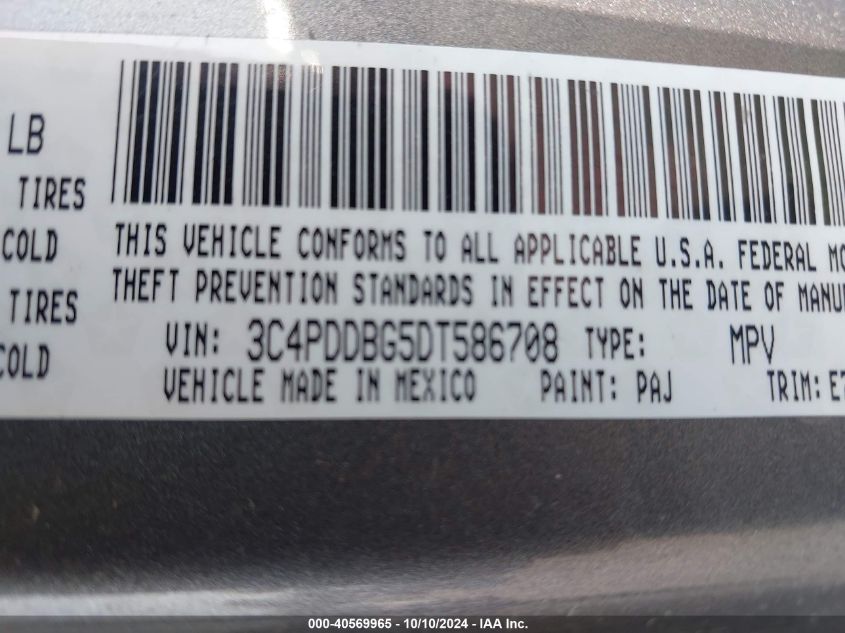 LB
TIRES
COLD
TIRES
COLD
THIS VEHICLE CONFORMS TO ALL APPLICABLE U.S.A. FEDERAL MO
THEFT PREVENTION STANDARDS IN EFFECT ON THE DATE OF MANU
VIN: 3C4PDDBG5DT586708 TYPE: MPV
VEHICLE MADE IN MEXICO PAINT: PAJ TRIM: E7
000-40569965 - 10/10/2024 - IAA Inc.